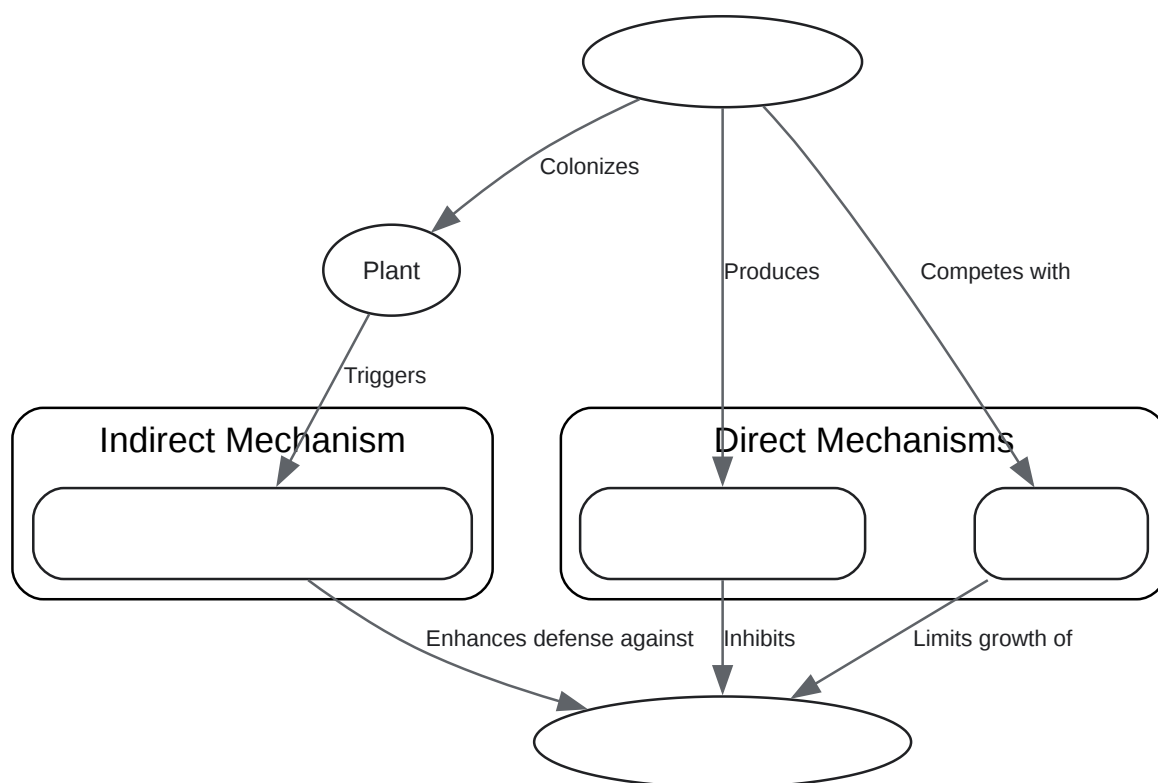 Colonizes
Plant
Produces
Competes with
Triggers
Indirect Mechanism
Direct Mechanisms
Enhances defense against
Inhibits
Limits growth of